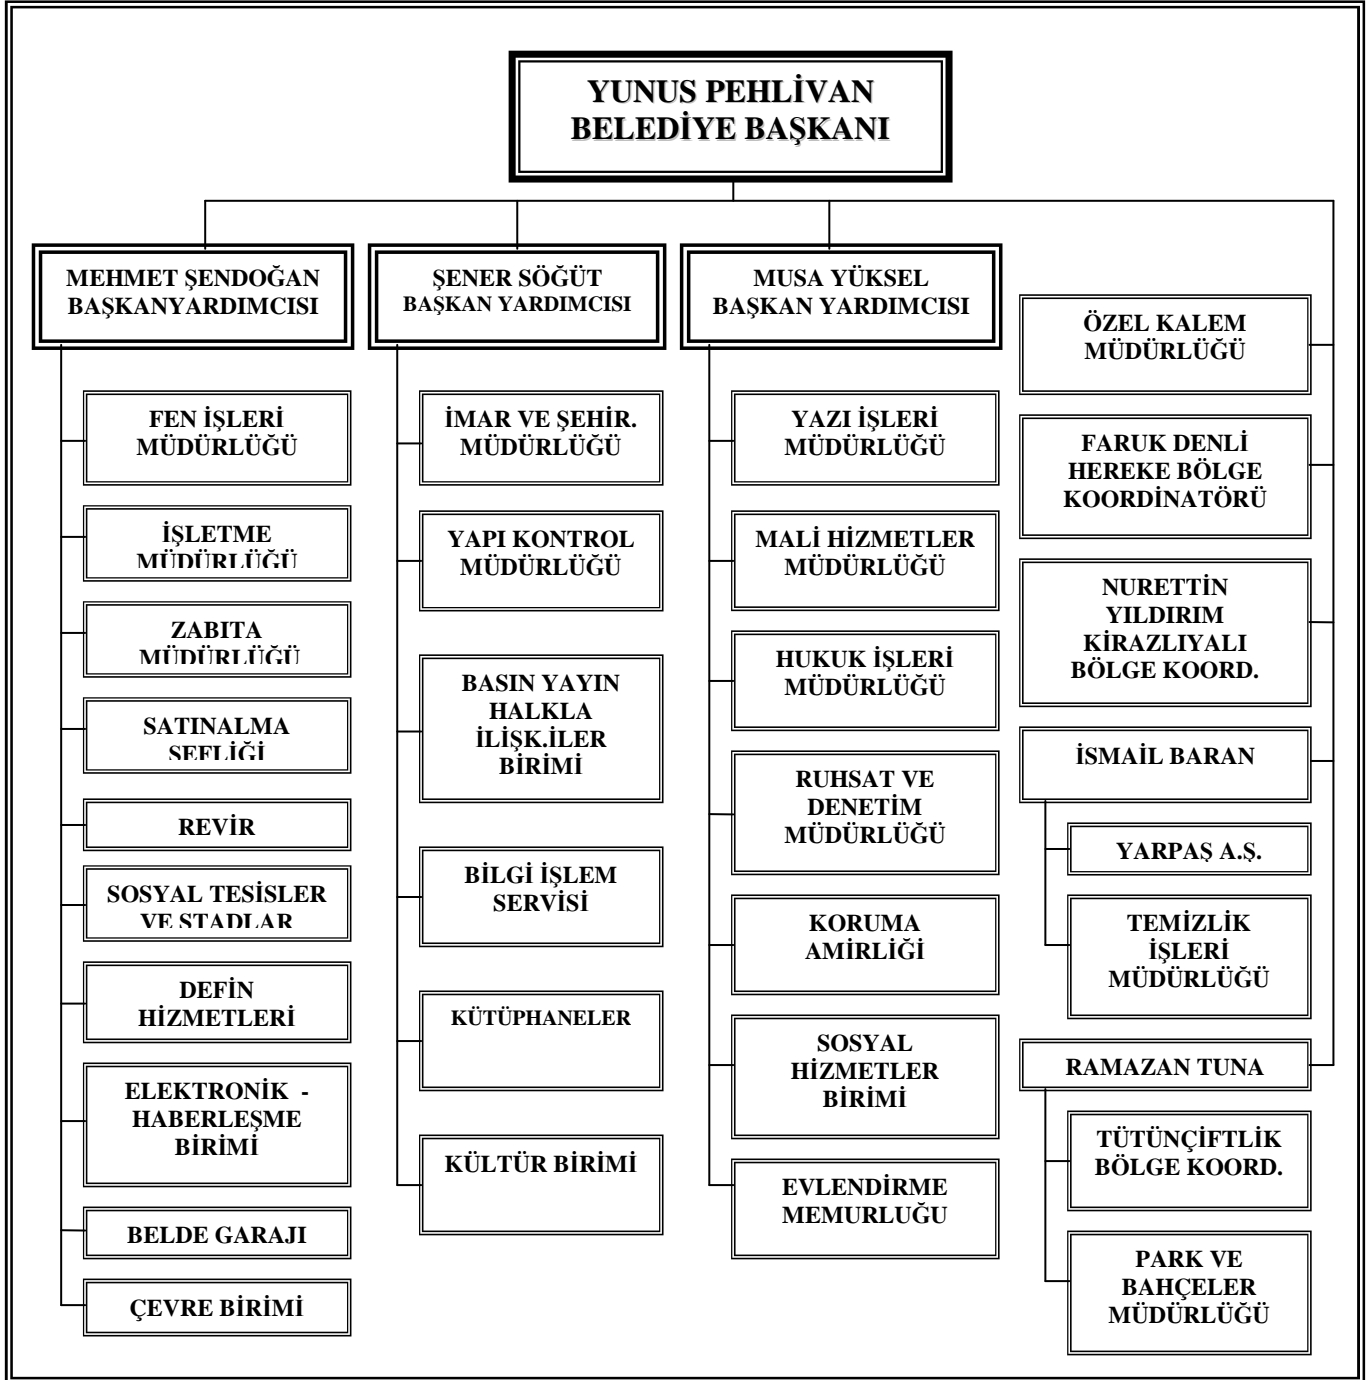 YUNUS PEHLİVAN
BELEDİYE BAŞKANI
MEHMET ŞENDOĞAN
BAŞKANYARDIMCISI
FEN İŞLERİ
MÜDÜRLÜĞÜ
İŞLETME
MÜDÜRLÜĞÜ
ZABITA
MÜDÜRLÜĞÜ
SATINALMA
ŞEFLİĞİ
REVİR
SOSYAL TESİSLER
VE STADLAR
DEFİN
HİZMETLERİ
ELEKTRONİK -
HABERLEŞME
BİRİMİ
BELDE GARAJI
ÇEVRE BİRİMİ
ŞENER SÖĞÜT
BAŞKAN YARDIMCISI
İMAR VE ŞEHİR.
MÜDÜRLÜĞÜ
YAPI KONTROL
MÜDÜRLÜĞÜ
BASIN YAYIN
HALKLA
İLİŞK.İLER
BİRİMİ
BİLGİ İŞLEM
SERVİSİ
KÜTÜPHANELER
KÜLTÜR BİRİMİ
MUSA YÜKSEL
BAŞKAN YARDIMCISI
YAZI İŞLERİ
MÜDÜRLÜĞÜ
MALİ HİZMETLER
MÜDÜRLÜĞÜ
HUKUK İŞLERİ
MÜDÜRLÜĞÜ
RUHSAT VE
DENETİM
MÜDÜRLÜĞÜ
KORUMA
AMİRLİĞİ
SOSYAL
HİZMETLER
BİRİMİ
EVLENDİRME
MEMURLUĞU
ÖZEL KALEM
MÜDÜRLÜĞÜ
FARUK DENLİ
HEREKE BÖLGE
KOORDİNATÖRÜ
NURETTİN
YILDIRIM
KİRAZLIYALI
BÖLGE KOORD.
İSMAİL BARAN
YARPAŞ A.Ş.
TEMİZLİK
İŞLERİ
MÜDÜRLÜĞÜ
RAMAZAN TUNA
TÜTÜNÇİFTLİK
BÖLGE KOORD.
PARK VE
BAHÇELER
MÜDÜRLÜĞÜ